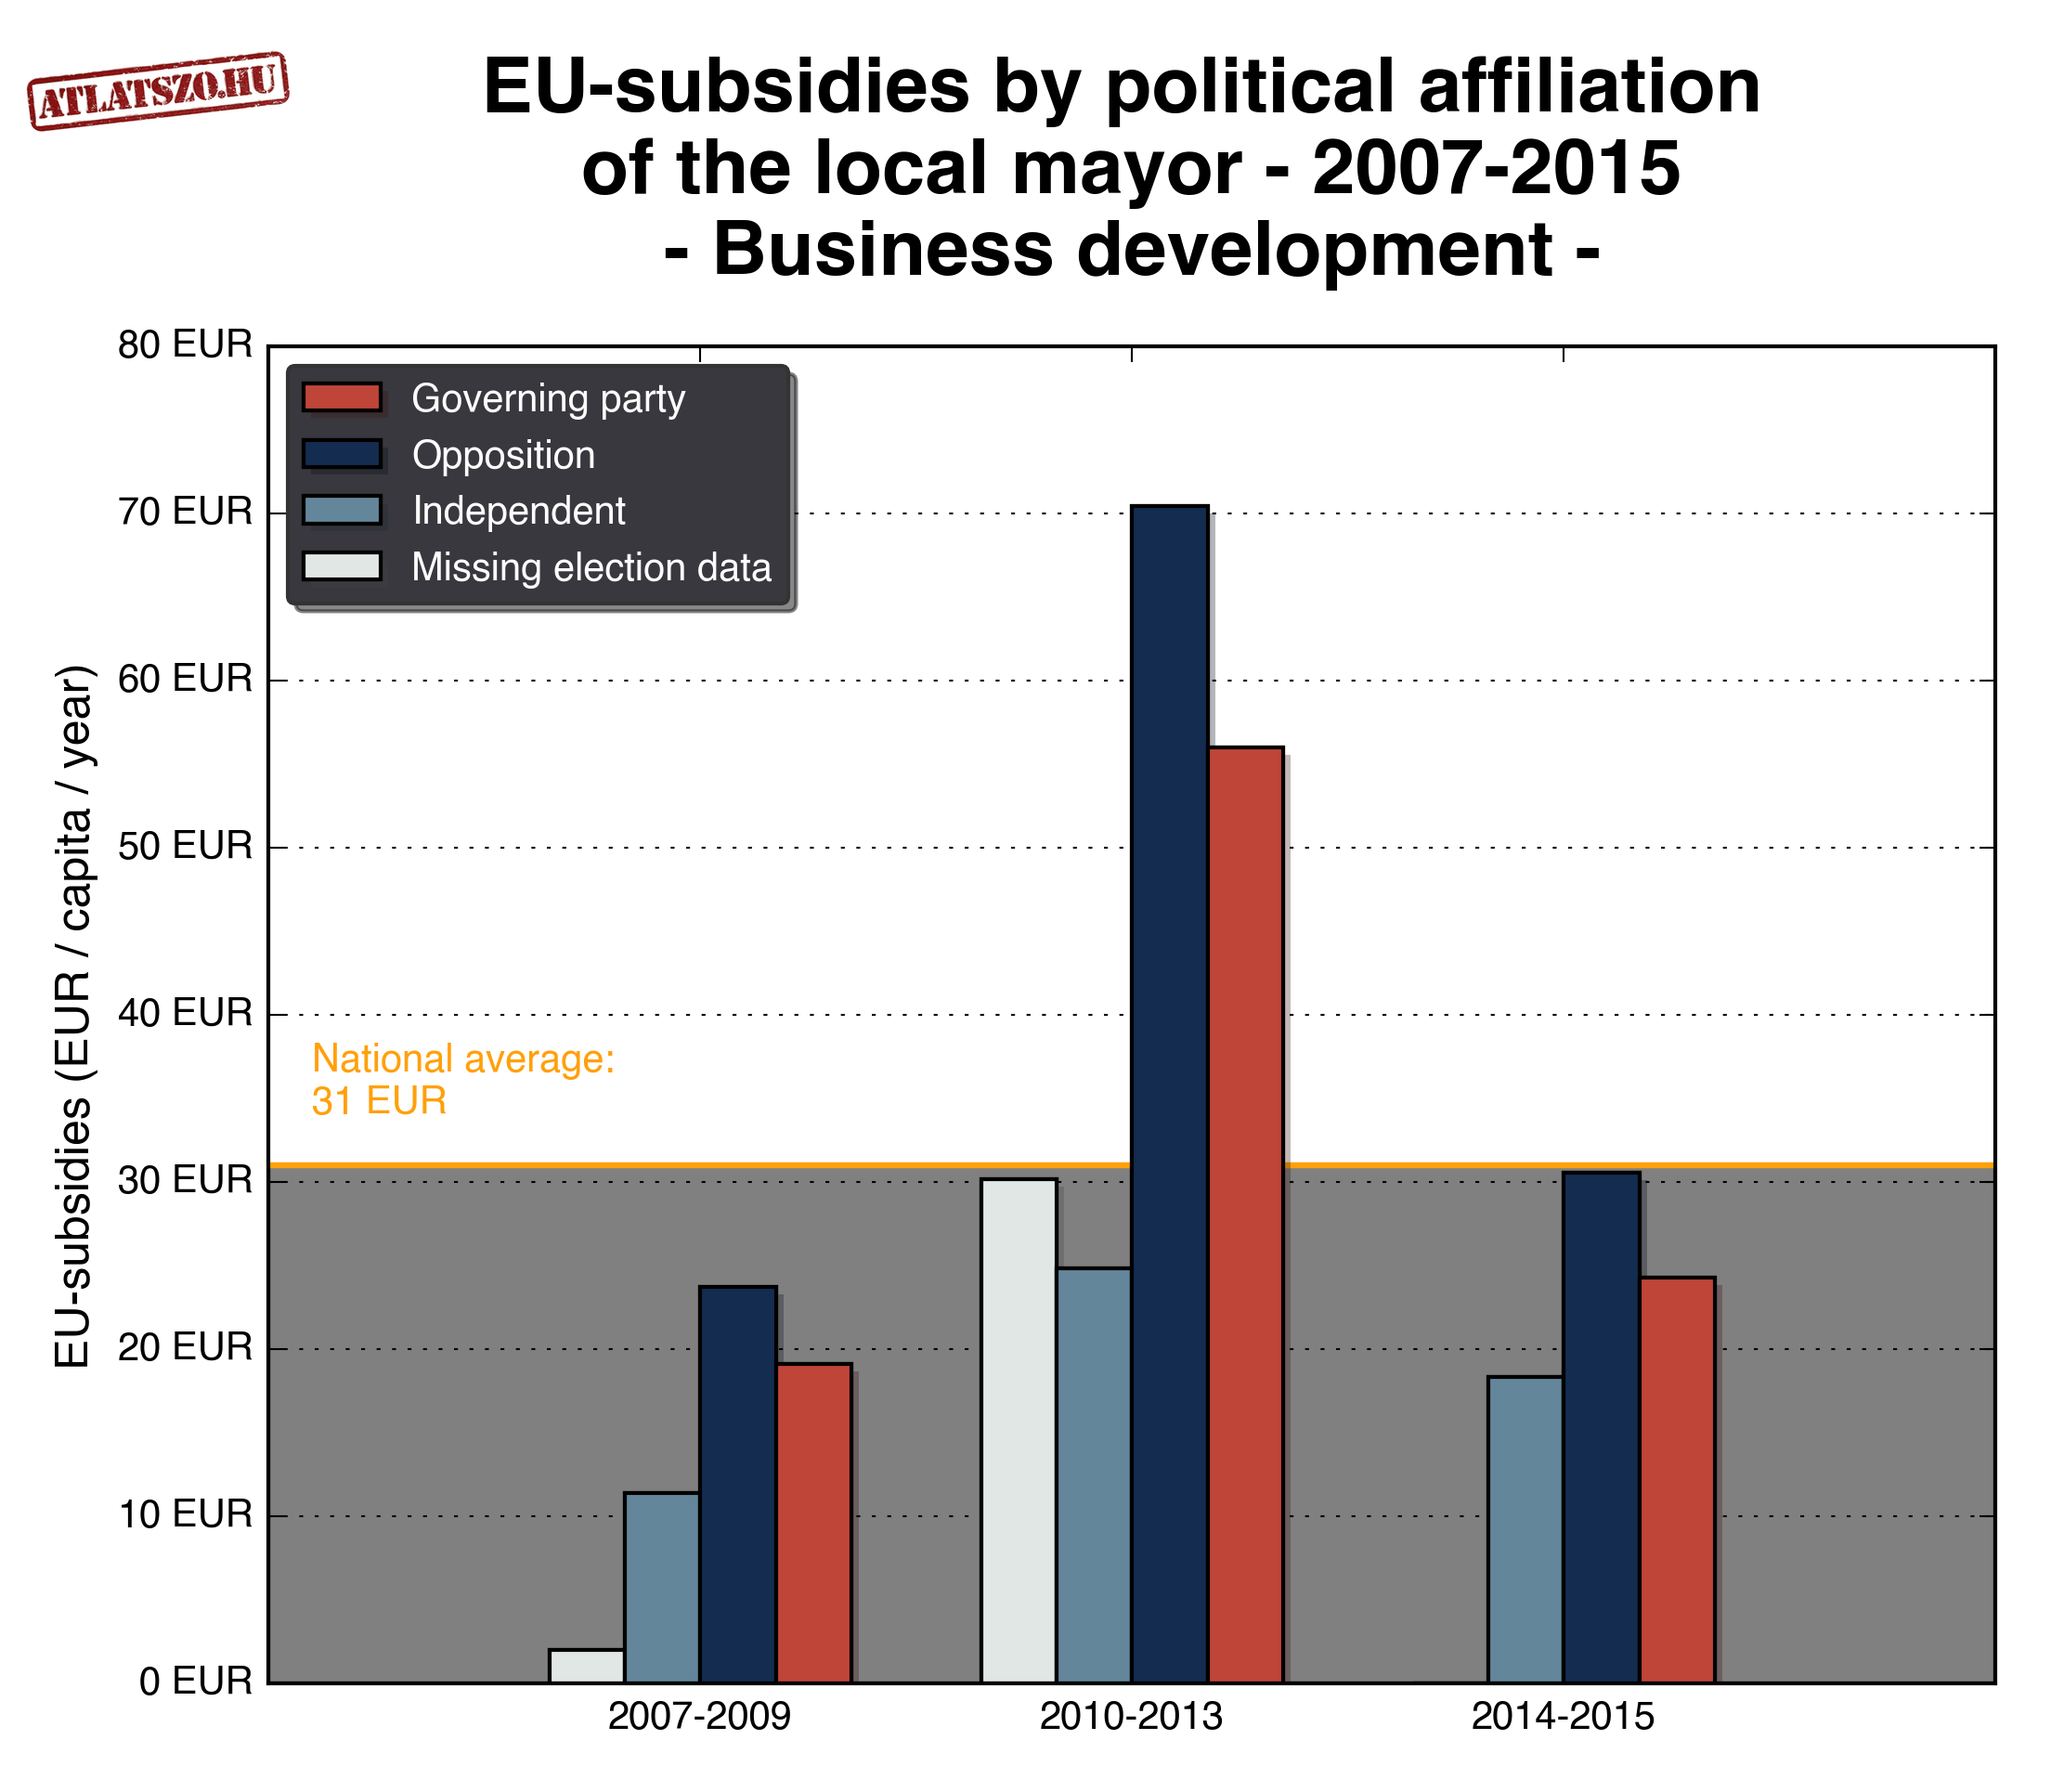 ATLATSZO.HU
EU-subsidies by political affiliation
of the local mayor - 2007-2015
- Business development -
80 EUR
70 EUR
60 EUR
50 EUR
40 EUR
30 EUR
20 EUR
10 EUR
0 EUR
EU-subsidies (EUR / capita / year)
Governing party
Opposition
Independent
Missing election data
National average:
31 EUR
2007-2009
2010-2013
2014-2015